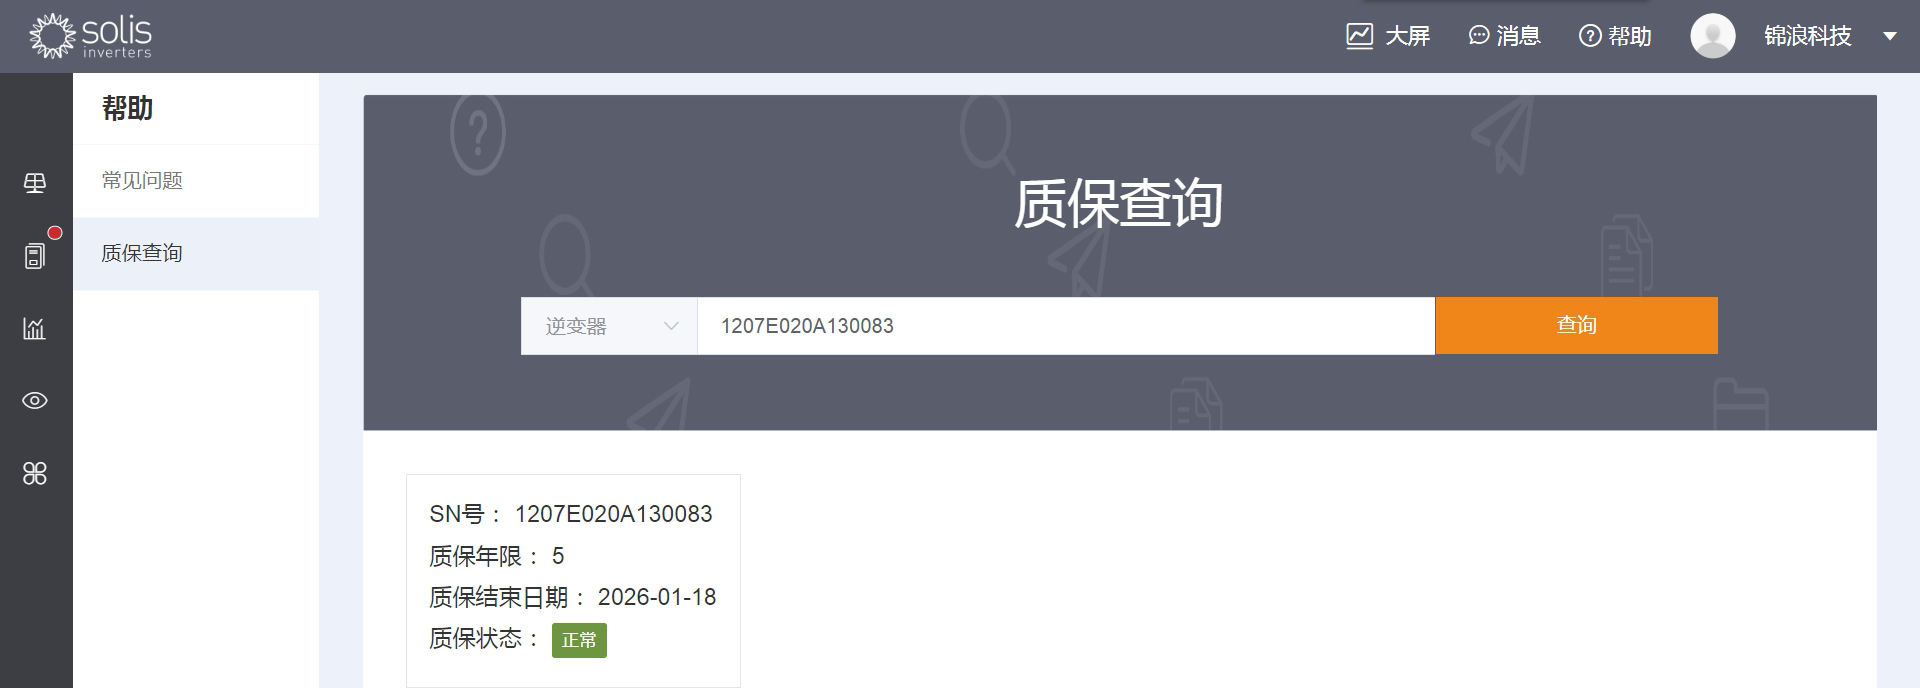 solis
inverters
大屏
消息
帮助
锦浪科技
帮助
常见问题
质保查询
质保查询
逆变器
1207E020A130083
查询
SN号： 1207E020A130083
质保年限： 5
质保结束日期： 2026-01-18
质保状态： 正常